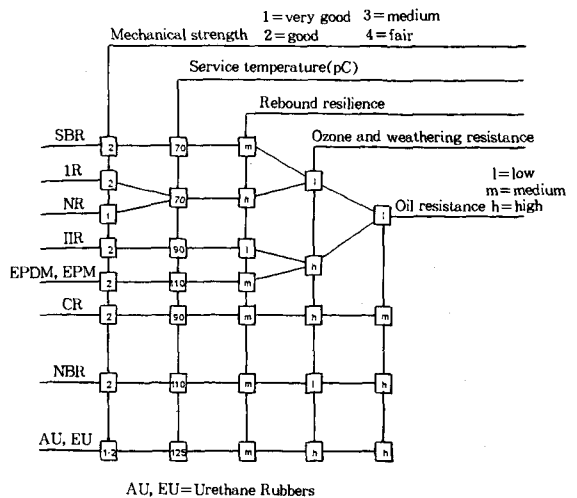 1=very good 3=medium
Mechanical strength 2=good 4=fair
Service temperature(pC)
Rebound resilience
SBR 2 70 m Ozone and weathering resistance
1R 2 l=low
70 h l m=medium
NR 1 l Oil resistance h=high
IIR 2 90 l
h
EPDM, EPM 2 110 m
CR 2 90 m h m
NBR 2 110 m l h
AU, EU 1-2 125 m h h
AU, EU=Urethane Rubbers